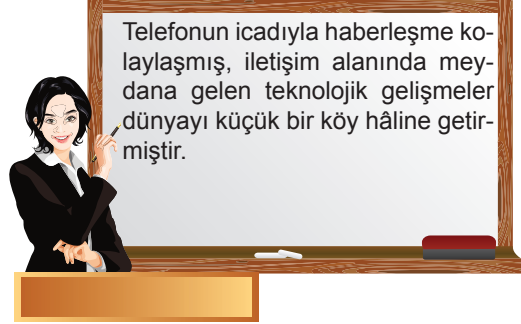 Telefonun icadıyla haberleşme ko-
laylaşmış, iletişim alanında mey-
dana gelen teknolojik gelişmeler
dünyayı küçük bir köy hâline getir-
miştir.